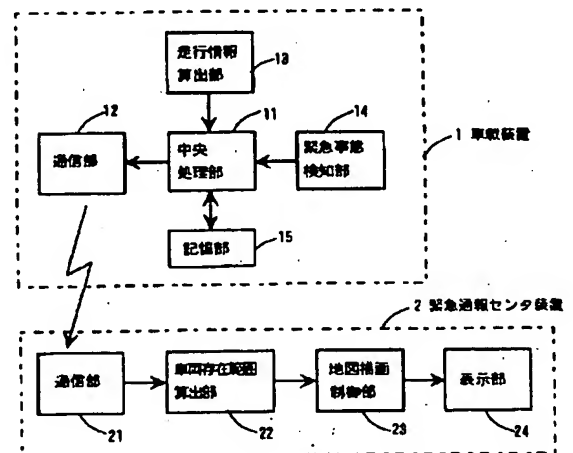 走行情報
算出部
13
12
11
14
通信部
中央
処理部
緊急事態
検知部
1 車載装置
記憶部
15
2 緊急通報センタ装置
通信部
車両存在範囲
算出部
地図描画
制御部
表示部
21
22
23
24